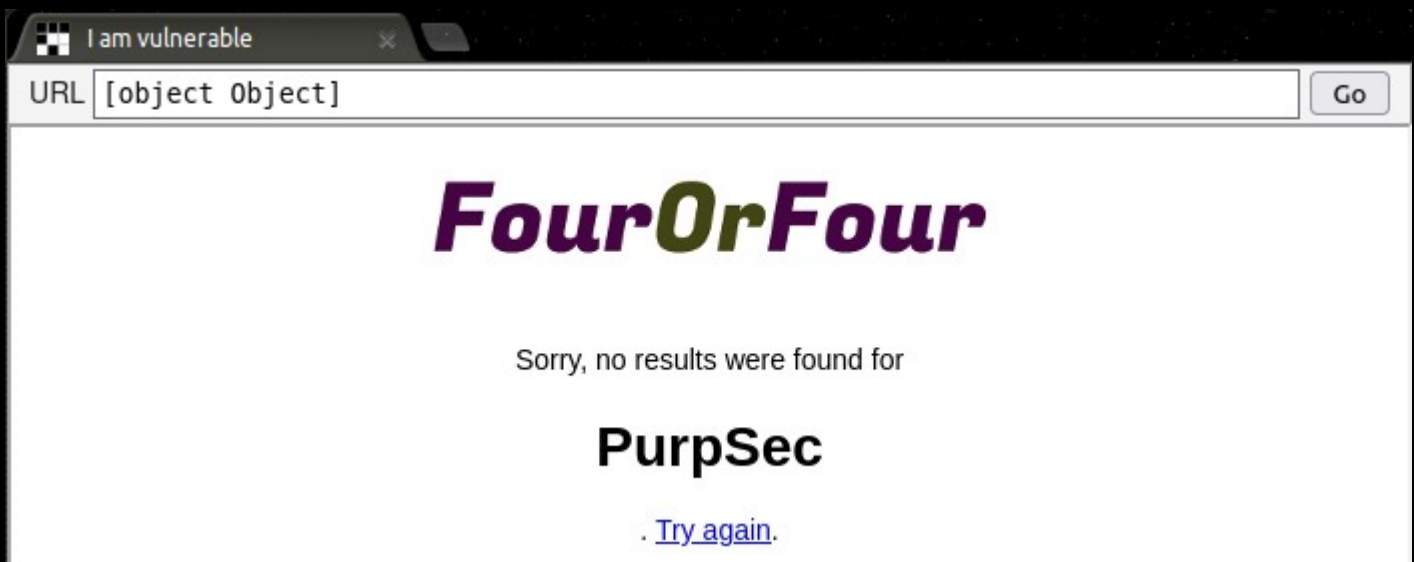 I am vulnerable
URL [object Object] Go
FourOrFour
Sorry, no results were found for
PurpSec
. Try again.